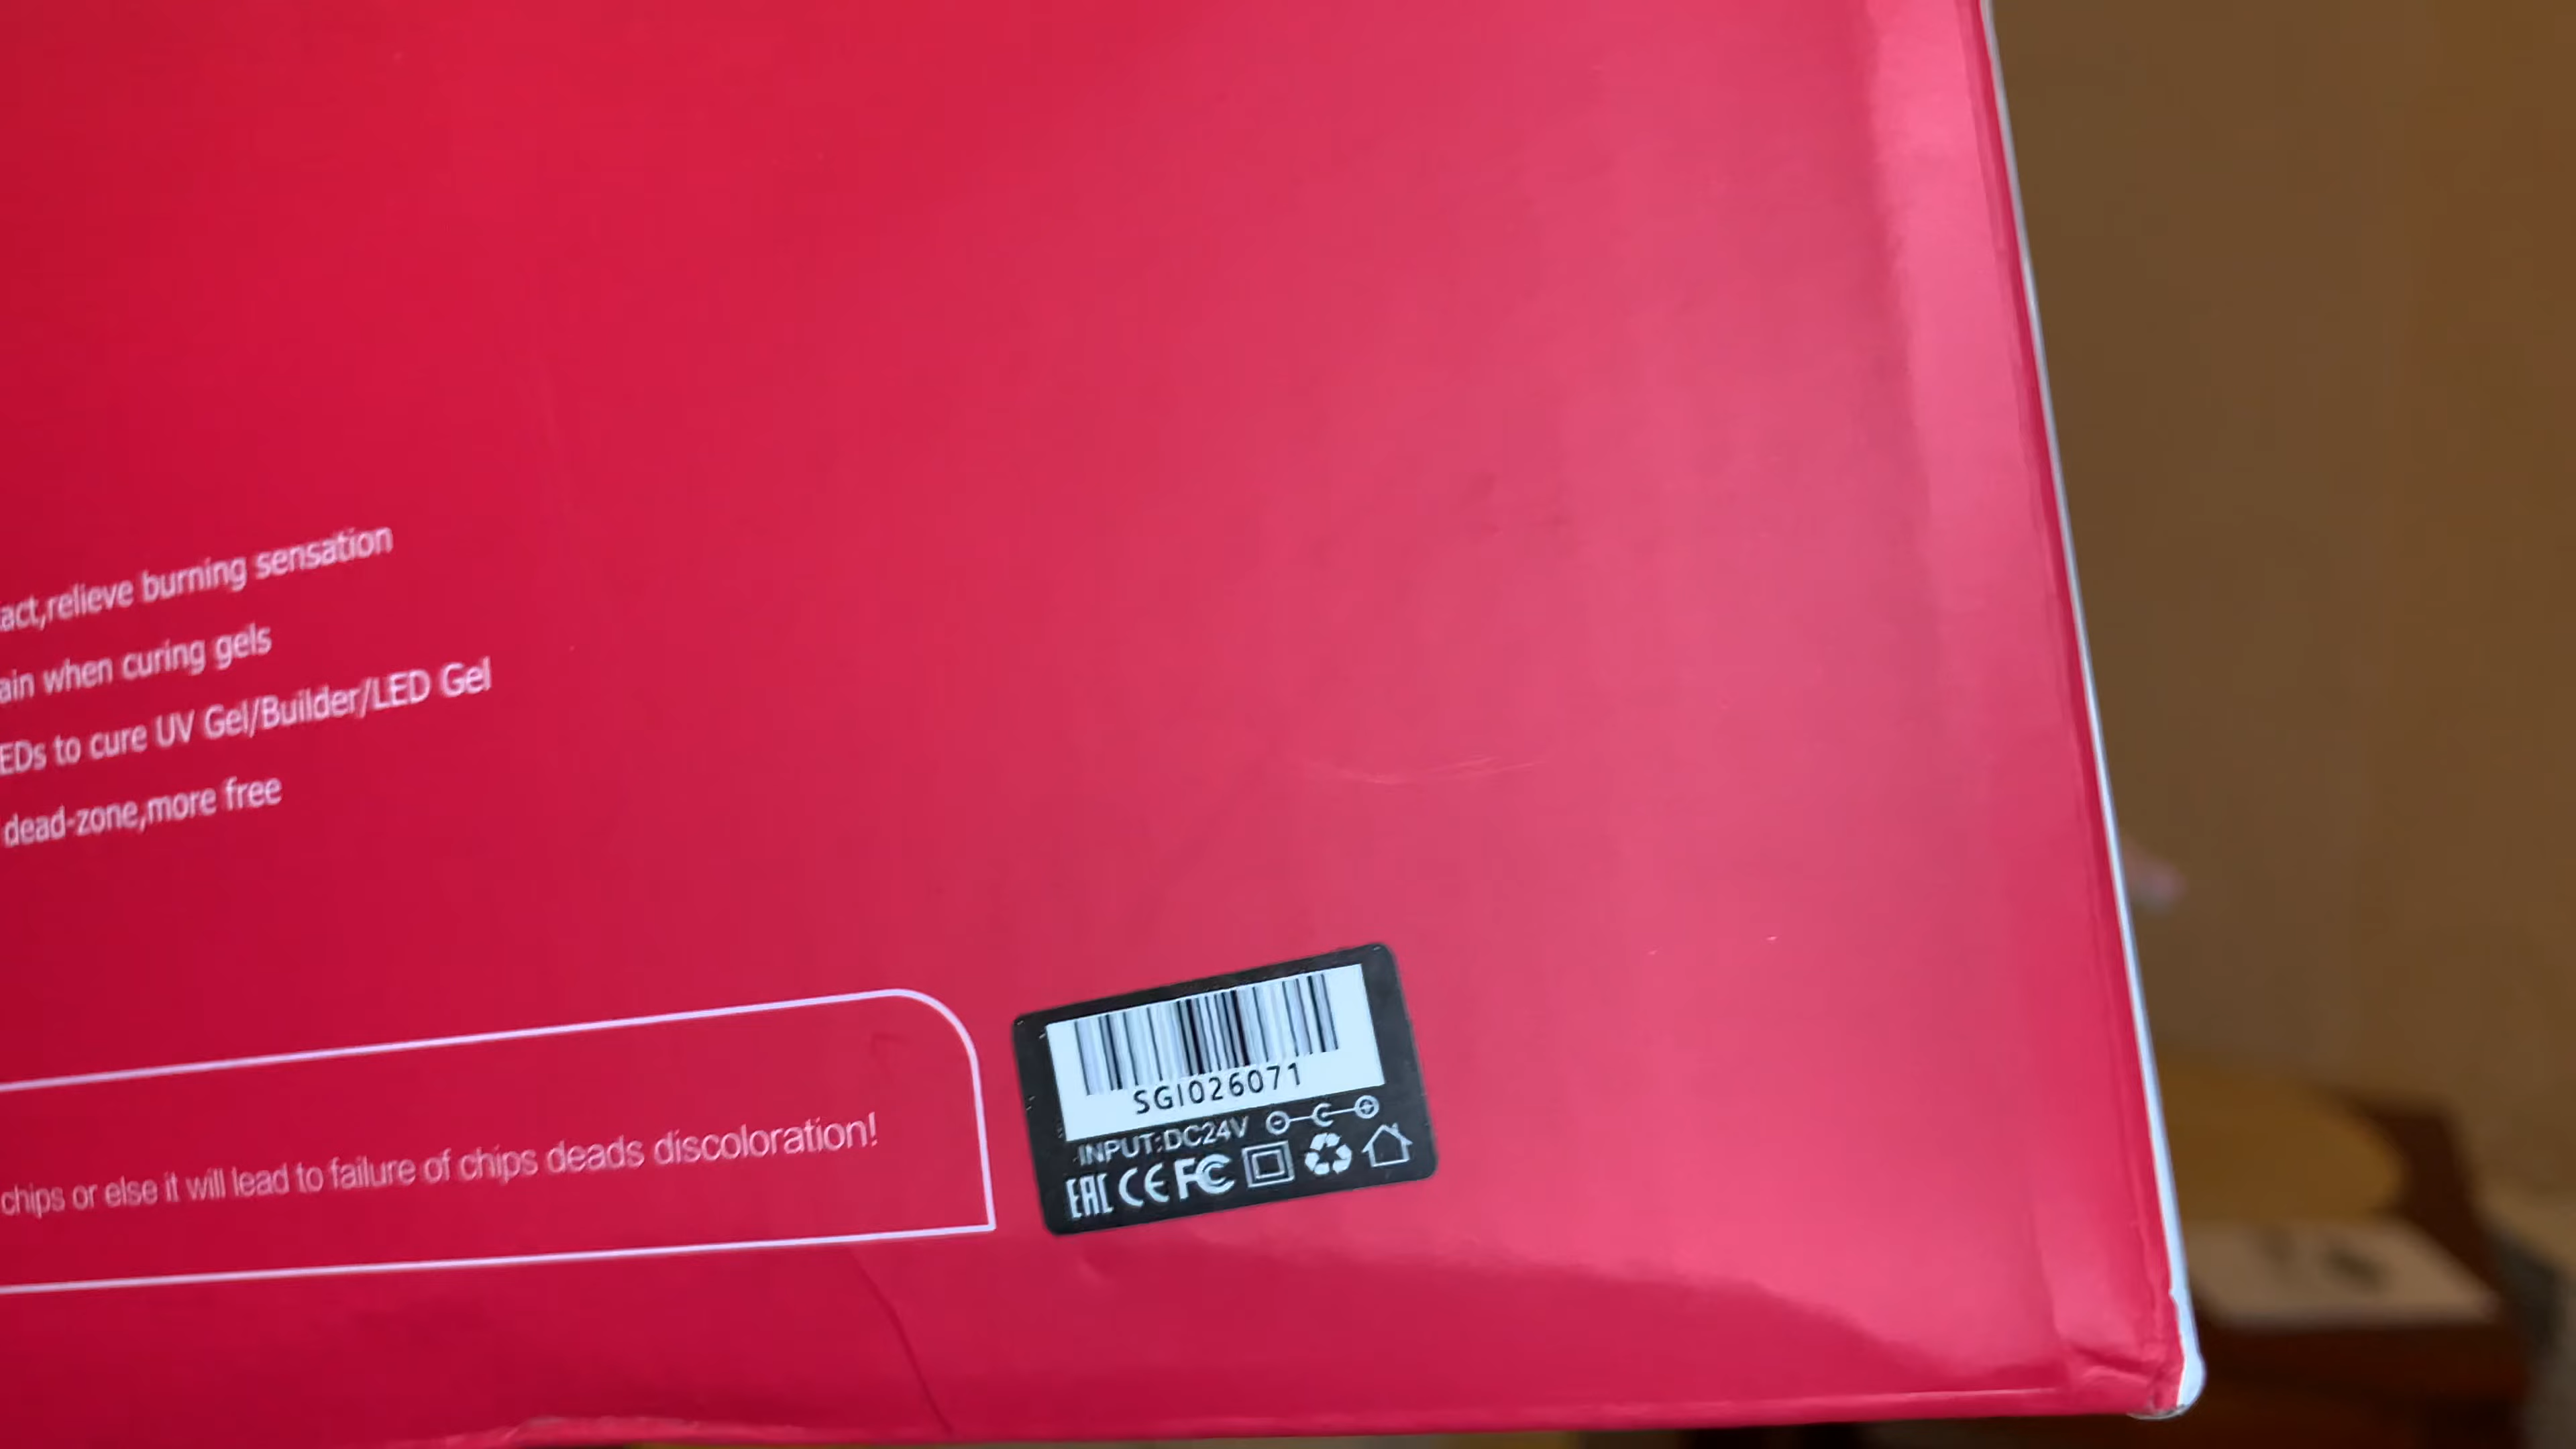 act,relieve burning sensation
ain when curing gels
EDs to cure UV Gel/Builder/LED Gel
dead-zone,more free
chips or else it will lead to failure of chips deads discoloration!
SGI026071
INPUT:DC24V
EAC CE FC